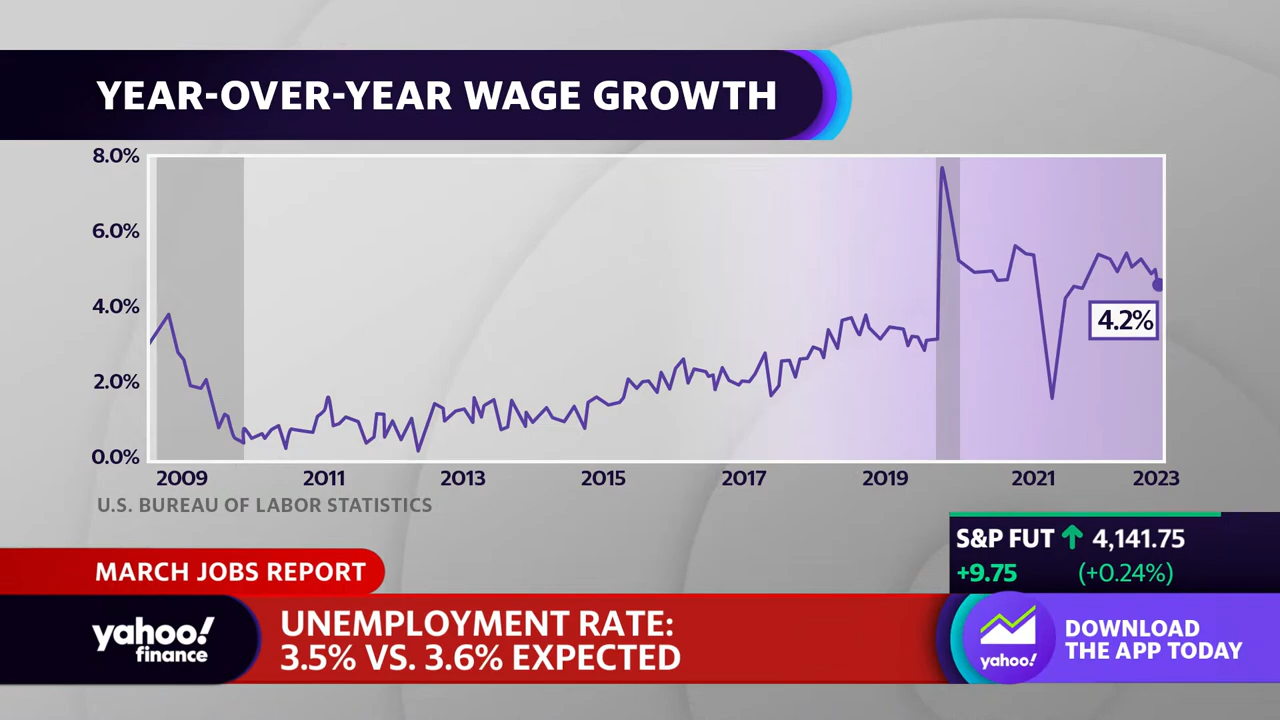 YEAR-OVER-YEAR WAGE GROWTH
8.0%
6.0%
4.0%
2.0%
0.0%
4.2%
2009 2011 2013 2015 2017 2019 2021 2023
U.S. BUREAU OF LABOR STATISTICS
S&P FUT 4,141.75
+9.75 (+0.24%)
MARCH JOBS REPORT
yahoo!
finance
UNEMPLOYMENT RATE:
3.5% VS. 3.6% EXPECTED
yahoo!
DOWNLOAD
THE APP TODAY